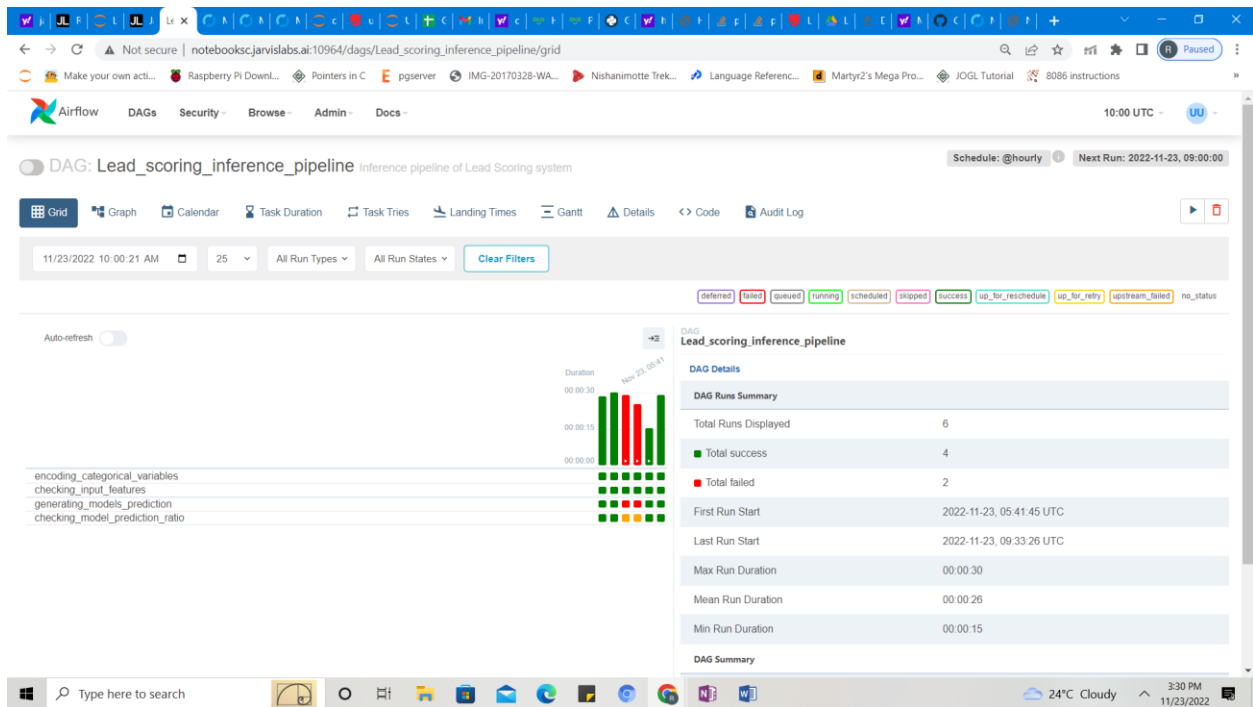 Not secure | notebooksc.jarvislabs.ai:10964/dags/Lead_scoring_inference_pipeline/grid
R Paused
Make your own acti... Raspberry Pi Downl... Pointers in C pgserver IMG-20170328-WA... Nishanimotte Trek... Language Referenc... Martyr2's Mega Pro... JOGL Tutorial 8086 instructions
Airflow DAGs Security Browse Admin Docs 10:00 UTC UU
DAG: Lead_scoring_inference_pipeline Inference pipeline of Lead Scoring system Schedule: @hourly Next Run: 2022-11-23, 09:00:00
Grid Graph Calendar Task Duration Task Tries Landing Times Gantt Details <> Code Audit Log
11/23/2022 10:00:21 AM 25 All Run Types All Run States Clear Filters
deferred failed queued running scheduled skipped success up_for_reschedule up_for_retry upstream_failed no_status
Auto-refresh
Duration
Nov 23, 05:41
00:00:30
00:00:15
00:00:00
encoding_categorical_variables
checking_input_features
generating_models_prediction
checking_model_prediction_ratio
DAG
Lead_scoring_inference_pipeline
DAG Details
DAG Runs Summary
Total Runs Displayed 6
Total success 4
Total failed 2
First Run Start 2022-11-23, 05:41:45 UTC
Last Run Start 2022-11-23, 09:33:26 UTC
Max Run Duration 00:00:30
Mean Run Duration 00:00:26
Min Run Duration 00:00:15
DAG Summary
Type here to search 24°C Cloudy 3:30 PM
11/23/2022